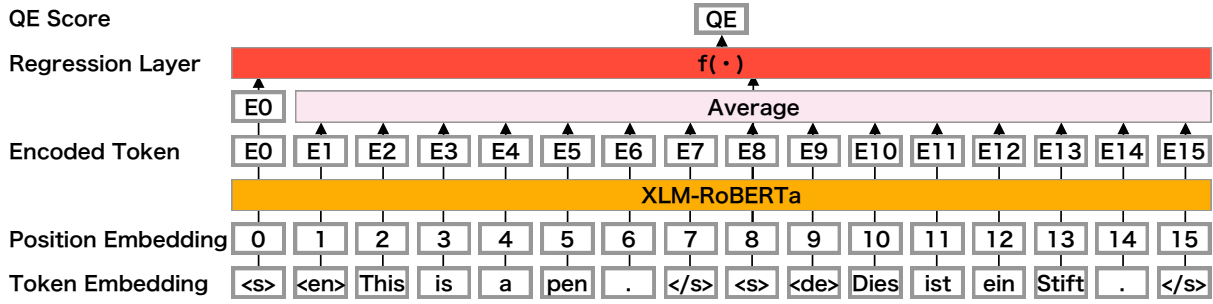 QE Score QE
Regression Layer f(・)
E0 Average
Encoded Token E0 E1 E2 E3 E4 E5 E6 E7 E8 E9 E10 E11 E12 E13 E14 E15
XLM-RoBERTa
Position Embedding 0 1 2 3 4 5 6 7 8 9 10 11 12 13 14 15
Token Embedding <s> <en> This is a pen . </s> <s> <de> Dies ist ein Stift . </s>